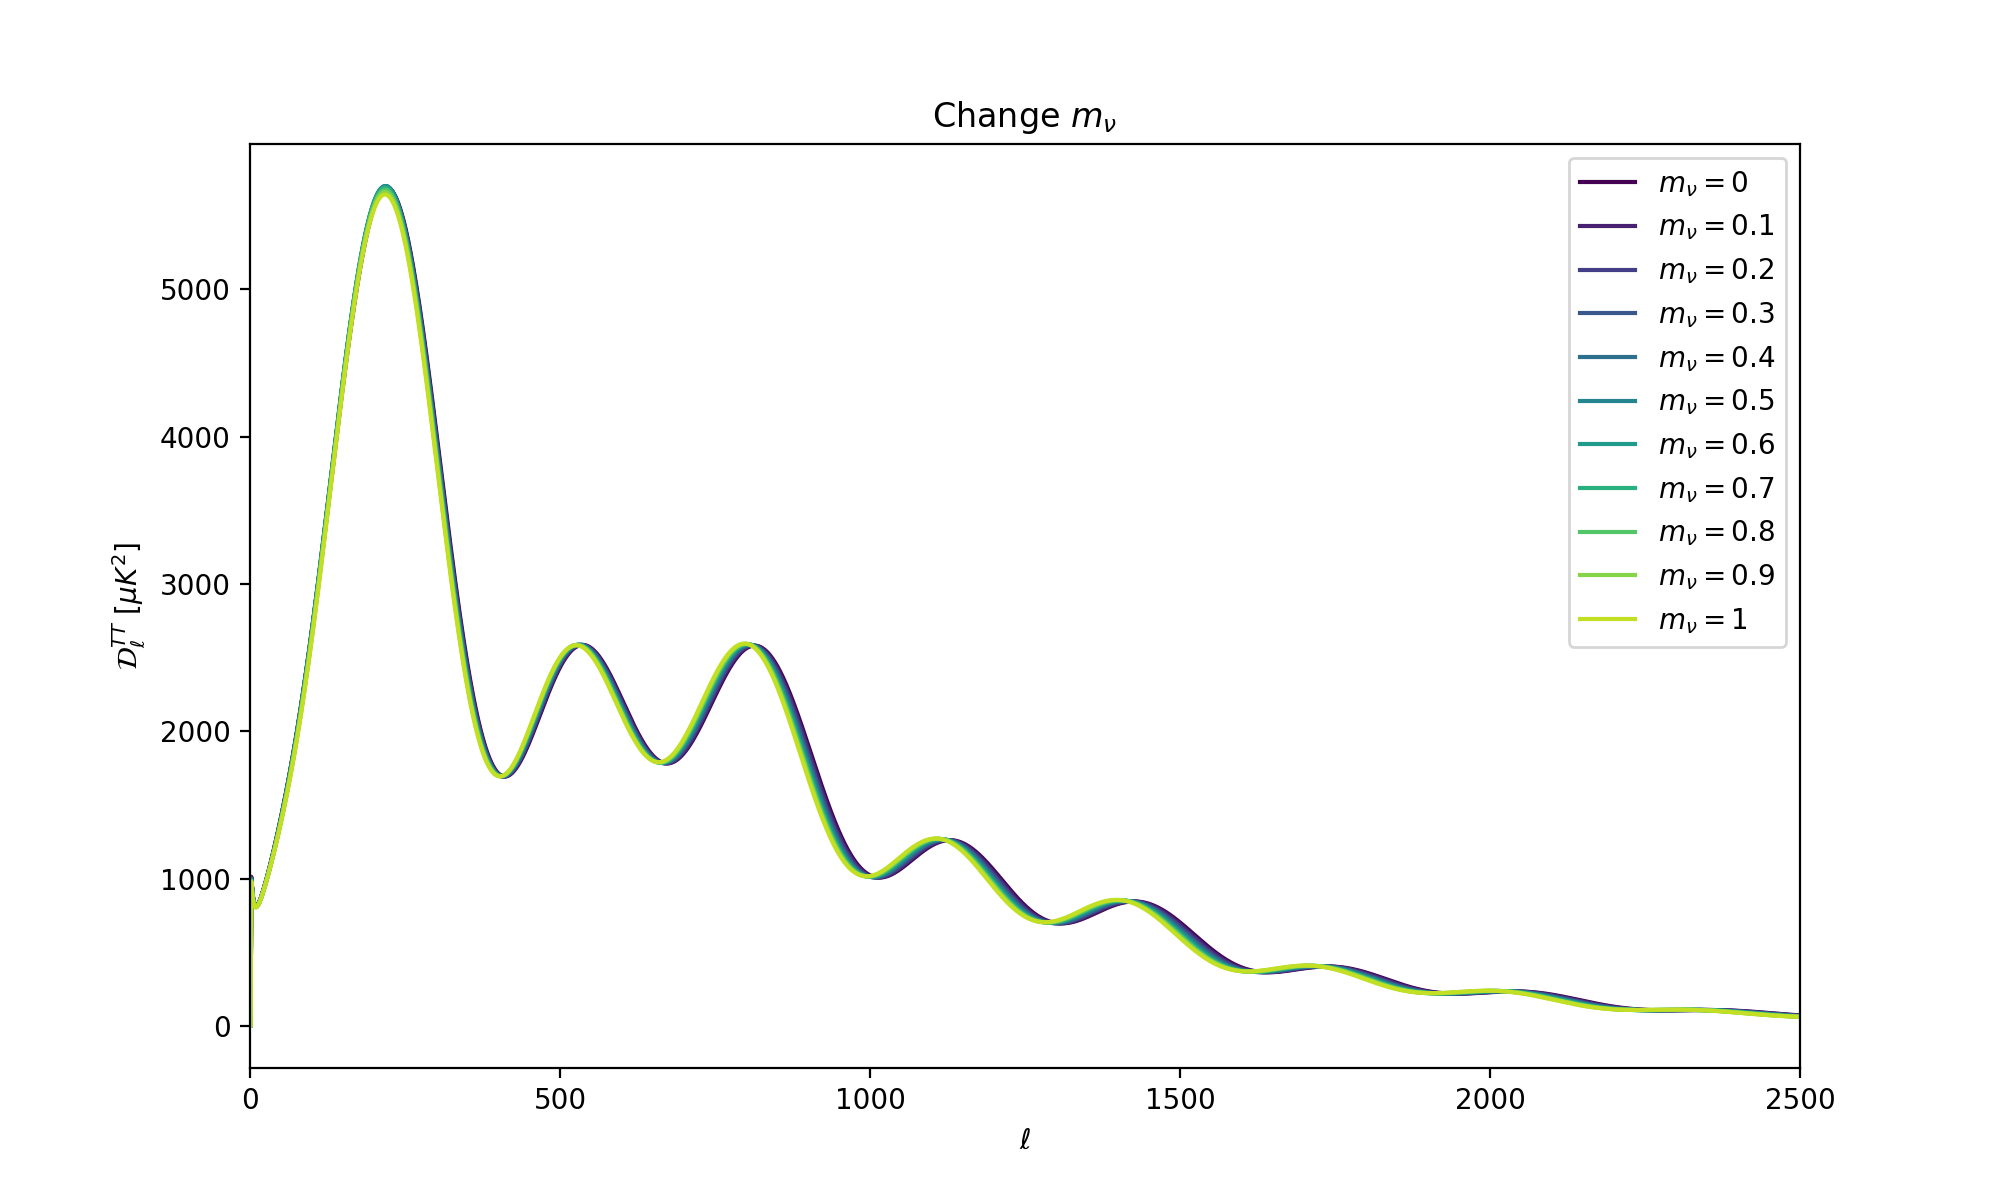 Change $m_\nu$
$m_\nu = 0$
$m_\nu = 0.1$
$m_\nu = 0.2$
$m_\nu = 0.3$
$m_\nu = 0.4$
$m_\nu = 0.5$
$m_\nu = 0.6$
$m_\nu = 0.7$
$m_\nu = 0.8$
$m_\nu = 0.9$
$m_\nu = 1$
$\mathcal{D}_\ell^{TT}$ [$\mu K^2$]
5000
4000
3000
2000
1000
0
0 500 1000 1500 2000 2500
$\ell$